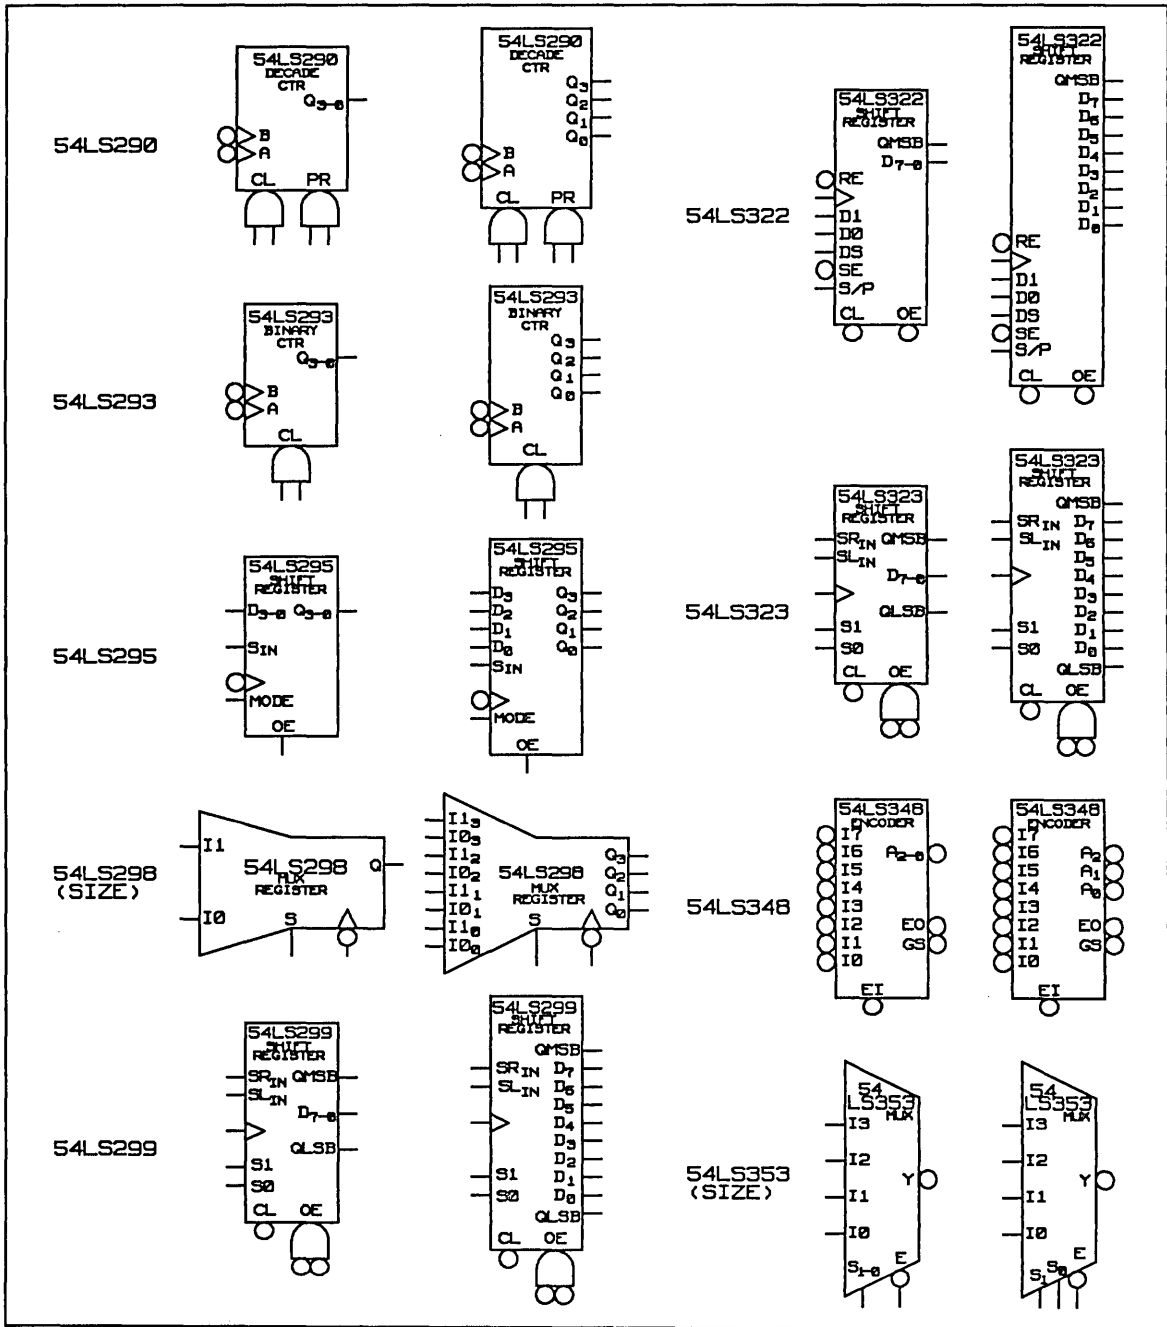 54LS290
54LS290
DECADE
CTR
Q3-0
B
A
CL PR
54LS290
DECADE
CTR
Q3
Q2
Q1
Q0
B
A
CL PR
54LS293
54LS293
BINARY
CTR
Q3-0
B
A
CL
54LS293
BINARY
CTR
Q3
Q2
Q1
Q0
B
A
CL
54LS295
54LS295
SHIFT
REGISTER
D3-0 Q3-0
SIN
MODE
OE
54LS295
SHIFT
REGISTER
D3 Q3
D2 Q2
D1 Q1
D0 Q0
SIN
MODE
OE
54LS298
(SIZE)
I1
54LS298
MUX
REGISTER
Q
I0
S
I13
I03
I12
I02
I11
I01
I10
I00
54LS298
MUX
REGISTER
Q3
Q2
Q1
Q0
S
54LS299
54LS299
SHIFT
REGISTER
SRIN QMSB
SLIN
D7-0
QLSB
S1
S0
CL OE
54LS299
SHIFT
REGISTER
QMSB
SRIN D7
SLIN D6
D5
D4
D3
D2
S1 D1
S0 D0
QLSB
CL OE
54LS322
54LS322
SHIFT
REGISTER
QMSB
D7-0
RE
D1
D0
DS
SE
S/P
CL OE
54LS322
SHIFT
REGISTER
QMSB
D7
D6
D5
D4
D3
D2
D1
D0
RE
D1
D0
DS
SE
S/P
CL OE
54LS323
54LS323
SHIFT
REGISTER
SRIN QMSB
SLIN
D7-0
QLSB
S1
S0
CL OE
54LS323
SHIFT
REGISTER
QMSB
SRIN D7
SLIN D6
D5
D4
D3
D2
S1 D1
S0 D0
QLSB
CL OE
54LS348
54LS348
ENCODER
I7
I6 A2-0
I5
I4
I3
I2 EO
I1 GS
I0
EI
54LS348
ENCODER
I7
I6 A2
I5 A1
I4 A0
I3
I2 EO
I1 GS
I0
EI
54LS353
(SIZE)
54
LS353
MUX
I3
I2
Y
I1
I0
S1-0 E
54
LS353
MUX
I3
I2
Y
I1
I0
S1 S0 E